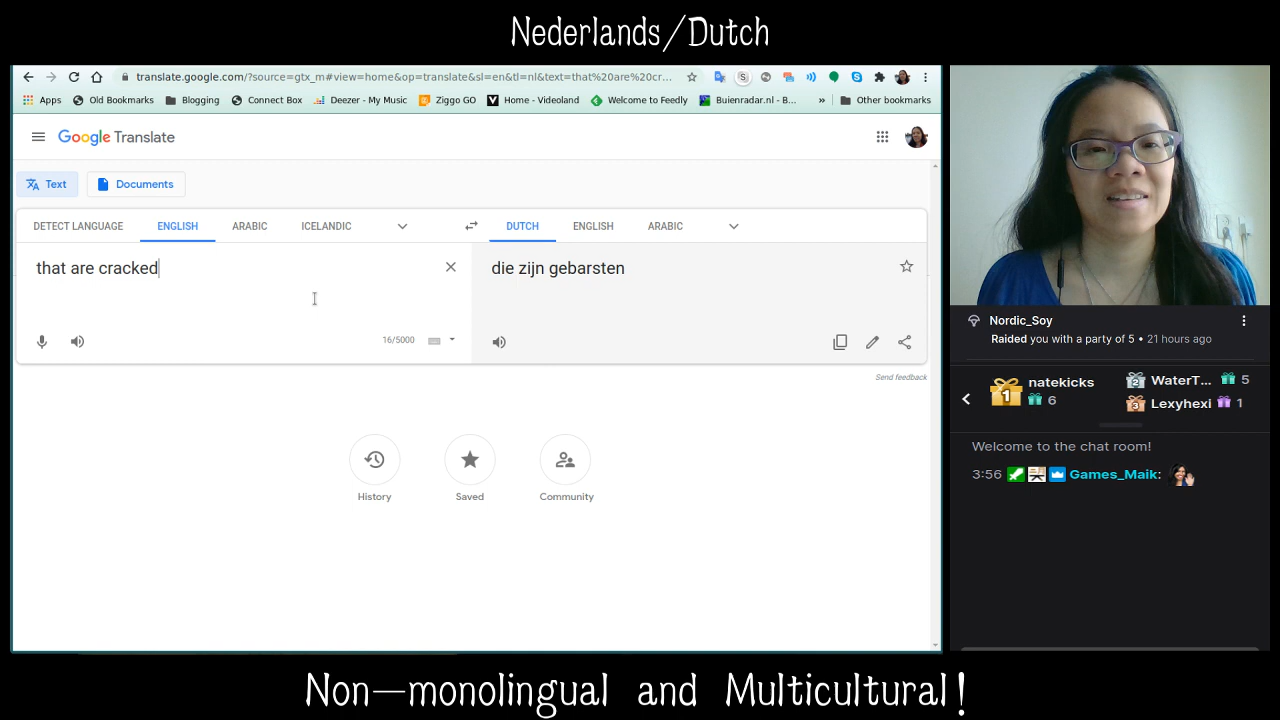 Nederlands/Dutch
translate.google.com/?source=gtx_m#view=home&op=translate&sl=en&tl=nl&text=that%20are%20cr...
Apps Old Bookmarks Blogging Connect Box Deezer - My Music Ziggo GO Home - Videoland Welcome to Feedly Buienradar.nl - B... » Other bookmarks
Google Translate
Text Documents
DETECT LANGUAGE ENGLISH ARABIC ICELANDIC DUTCH ENGLISH ARABIC
that are cracked
die zijn gebarsten
16/5000
Send feedback
History Saved Community
Nordic_Soy
Raided you with a party of 5 • 21 hours ago
1 natekicks
6
2 WaterT... 5
3 Lexyhexi 1
Welcome to the chat room!
3:56 Games_Maik:
Non-monolingual and Multicultural!